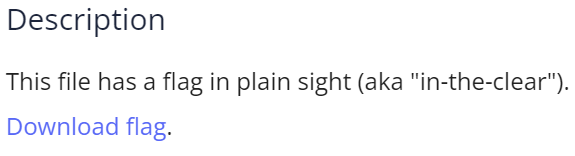 Description
This file has a flag in plain sight (aka "in-the-clear").
Download flag.